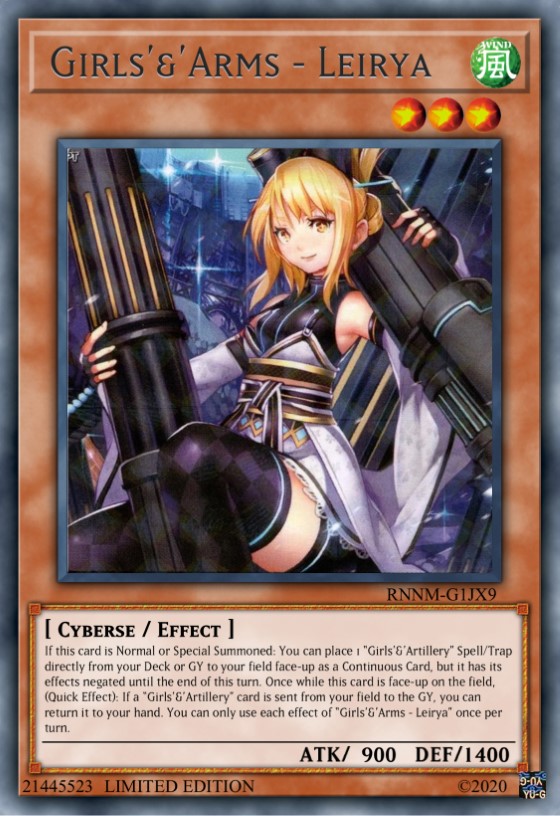 Girls'&'Arms - Leirya
WIND
風
RNNM-G1JX9
[ Cyberse / Effect ]
If this card is Normal or Special Summoned: You can place 1 "Girls'&'Artillery" Spell/Trap
directly from your Deck or GY to your field face-up as a Continuous Card, but it has its
effects negated until the end of this turn. Once while this card is face-up on the field,
(Quick Effect): If a "Girls'&'Artillery" card is sent from your field to the GY, you can
return it to your hand. You can only use each effect of "Girls'&'Arms - Leirya" once per
turn.
ATK/ 900 DEF/1400
21445523 LIMITED EDITION ©2020